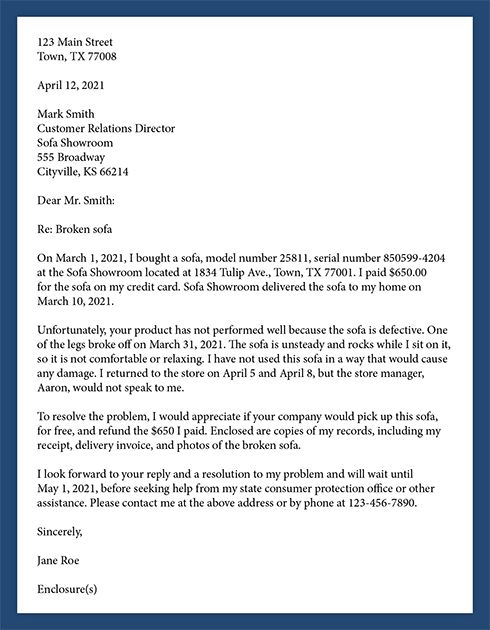 123 Main Street
Town, TX 77008
April 12, 2021
Mark Smith
Customer Relations Director
Sofa Showroom
555 Broadway
Cityville, KS 66214
Dear Mr. Smith:
Re: Broken sofa
On March 1, 2021, I bought a sofa, model number 25811, serial number 850599-4204
at the Sofa Showroom located at 1834 Tulip Ave., Town, TX 77001. I paid $650.00
for the sofa on my credit card. Sofa Showroom delivered the sofa to my home on
March 10, 2021.
Unfortunately, your product has not performed well because the sofa is defective. One
of the legs broke off on March 31, 2021. The sofa is unsteady and rocks while I sit on it,
so it is not comfortable or relaxing. I have not used this sofa in a way that would cause
any damage. I returned to the store on April 5 and April 8, but the store manager,
Aaron, would not speak to me.
To resolve the problem, I would appreciate if your company would pick up this sofa,
for free, and refund the $650 I paid. Enclosed are copies of my records, including my
receipt, delivery invoice, and photos of the broken sofa.
I look forward to your reply and a resolution to my problem and will wait until
May 1, 2021, before seeking help from my state consumer protection office or other
assistance. Please contact me at the above address or by phone at 123-456-7890.
Sincerely,
Jane Roe
Enclosure(s)